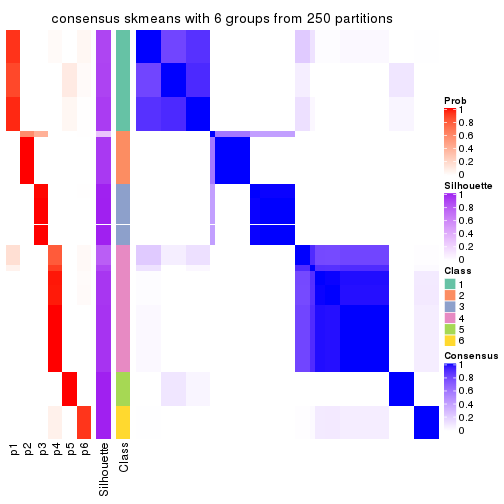 consensus skmeans with 6 groups from 250 partitions
Prob
1
0.8
0.6
0.4
0.2
0
Silhouette
1
0.8
0.6
0.4
0.2
0
Class
1
2
3
4
5
6
Consensus
1
0.8
0.6
0.4
0.2
0
p1
p2
p3
p4
p5
p6
Silhouette
Class